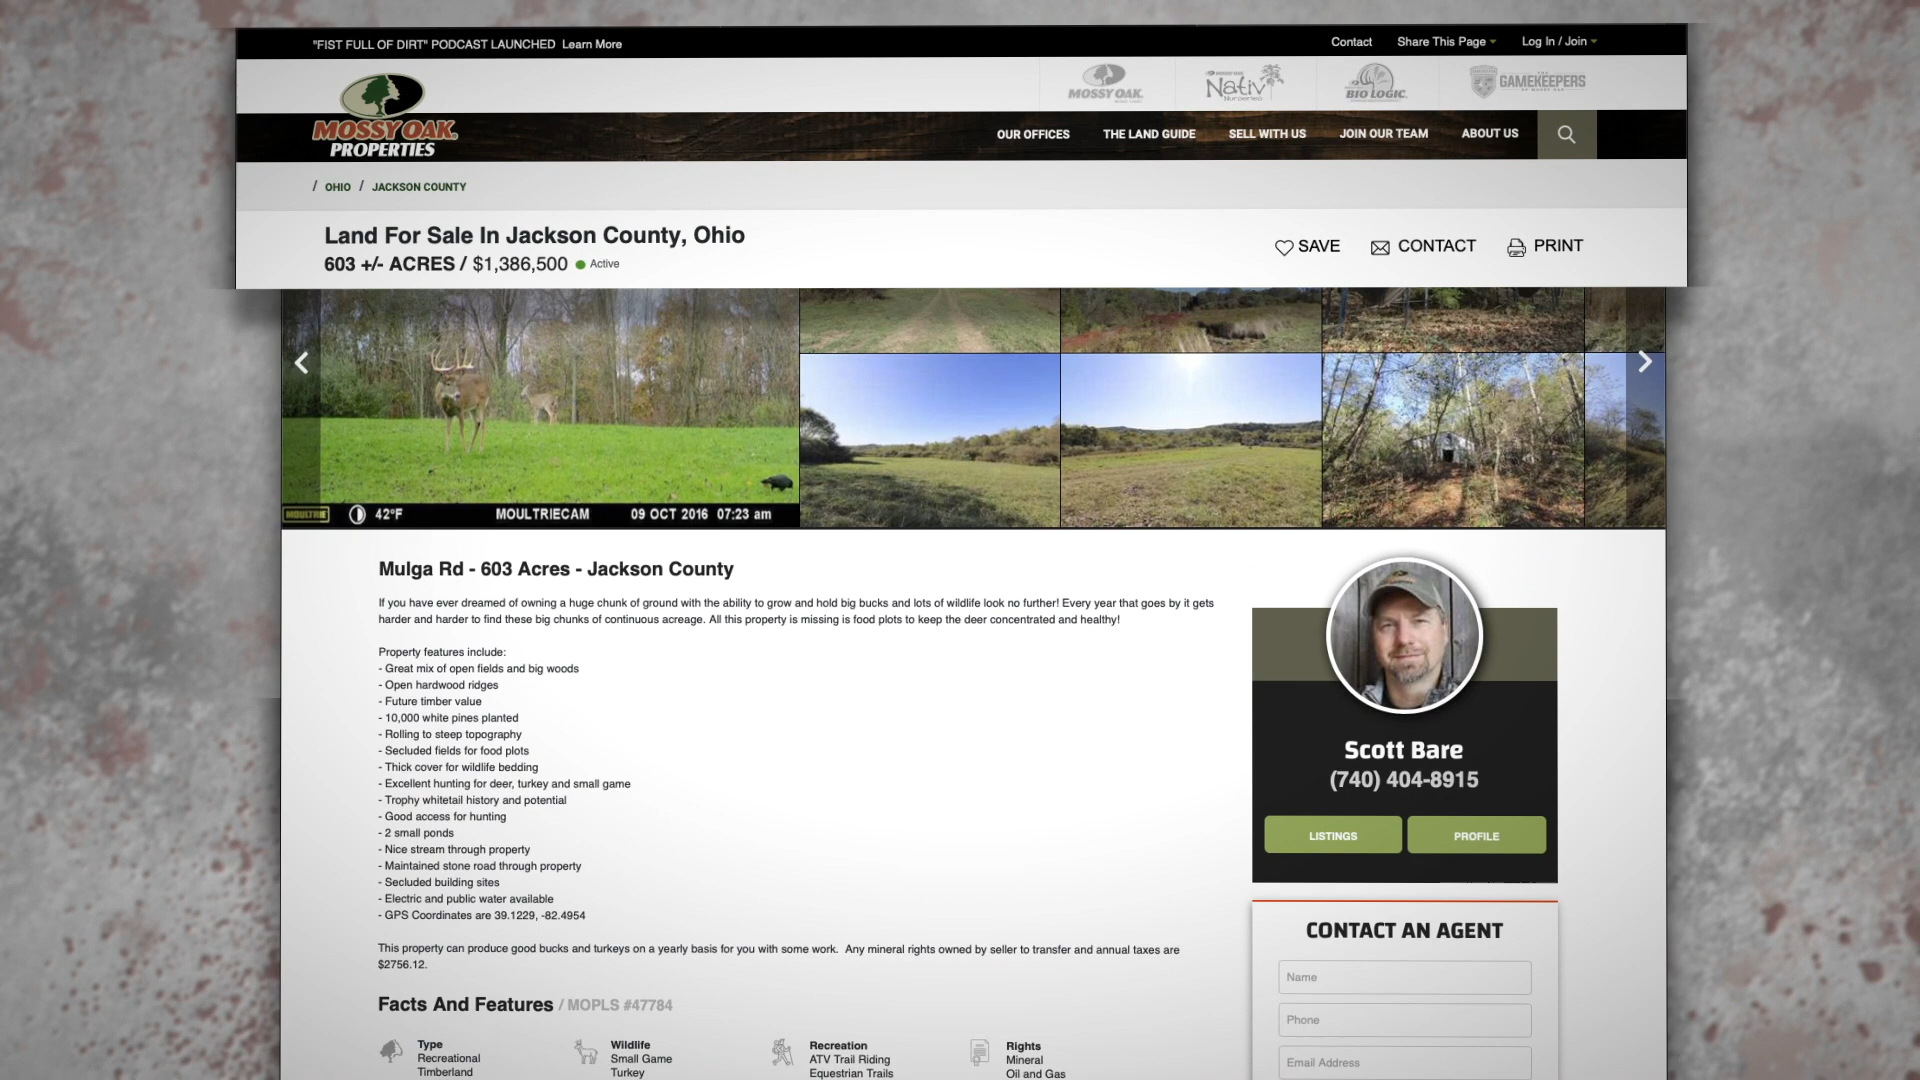 "FIST FULL OF DIRT" PODCAST LAUNCHED Learn More
Contact Share This Page Log In / Join
MOSSY OAK
PROPERTIES
MOSSY OAK
Nativ
Nurseries
BIO LOGIC
GAMEKEEPERS
OUR OFFICES THE LAND GUIDE SELL WITH US JOIN OUR TEAM ABOUT US
/ OHIO / JACKSON COUNTY
Land For Sale In Jackson County, Ohio
603 +/- ACRES / $1,386,500 Active
SAVE CONTACT PRINT
MOULTRIE 42°F MOULTRIECAM 09 OCT 2016 07:23 am
Mulga Rd - 603 Acres - Jackson County
If you have ever dreamed of owning a huge chunk of ground with the ability to grow and hold big bucks and lots of wildlife look no further! Every year that goes by it gets
harder and harder to find these big chunks of continuous acreage. All this property is missing is food plots to keep the deer concentrated and healthy!
Property features include:
- Great mix of open fields and big woods
- Open hardwood ridges
- Future timber value
- 10,000 white pines planted
- Rolling to steep topography
- Secluded fields for food plots
- Thick cover for wildlife bedding
- Excellent hunting for deer, turkey and small game
- Trophy whitetail history and potential
- Good access for hunting
- 2 small ponds
- Nice stream through property
- Maintained stone road through property
- Secluded building sites
- Electric and public water available
- GPS Coordinates are 39.1229, -82.4954
This property can produce good bucks and turkeys on a yearly basis for you with some work. Any mineral rights owned by seller to transfer and annual taxes are
$2756.12.
Facts And Features / MOPLS #47784
Type
Recreational
Timberland
Wildlife
Small Game
Turkey
Recreation
ATV Trail Riding
Equestrian Trails
Rights
Mineral
Oil and Gas
Scott Bare
(740) 404-8915
LISTINGS PROFILE
CONTACT AN AGENT
Name
Phone
Email Address